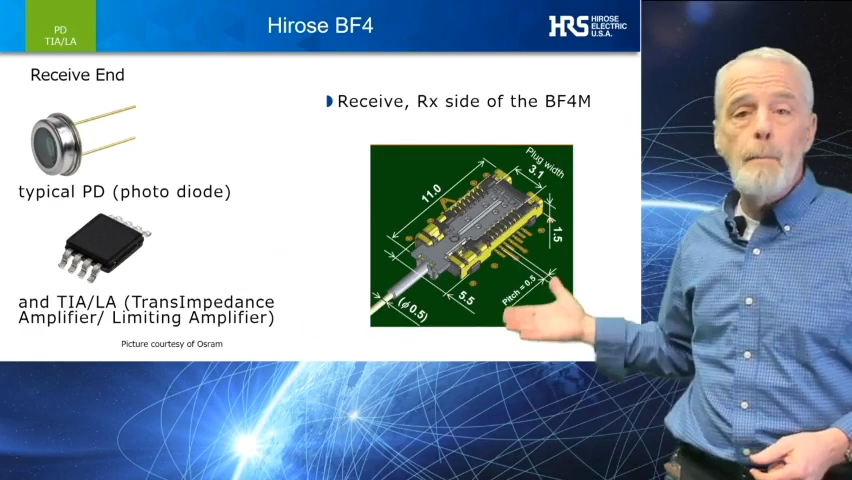 PD
TIA/LA
Hirose BF4
HRS HIROSE
ELECTRIC
U.S.A.
Receive End
Receive, Rx side of the BF4M
typical PD (photo diode)
and TIA/LA (TransImpedance
Amplifier/ Limiting Amplifier)
Picture courtesy of Osram
Plug width
3.1
11.0
1.5
Pitch = 0.5
5.5
(φ0.5)